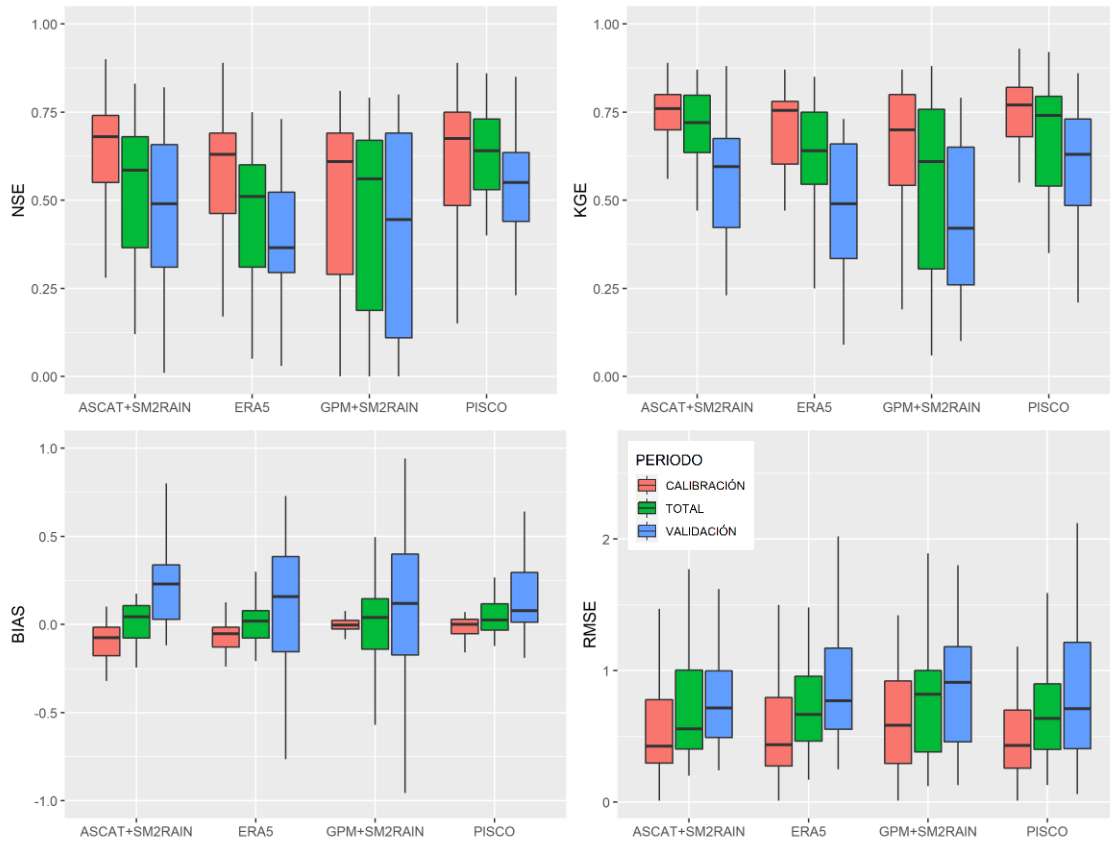 NSE
1.00
0.75
0.50
0.25
0.00
ASCAT+SM2RAIN ERA5 GPM+SM2RAIN PISCO
KGE
1.00
0.75
0.50
0.25
0.00
ASCAT+SM2RAIN ERA5 GPM+SM2RAIN PISCO
BIAS
1.0
0.5
0.0
-0.5
-1.0
ASCAT+SM2RAIN ERA5 GPM+SM2RAIN PISCO
RMSE
2
1
0
PERIODO
CALIBRACIÓN
TOTAL
VALIDACIÓN
ASCAT+SM2RAIN ERA5 GPM+SM2RAIN PISCO